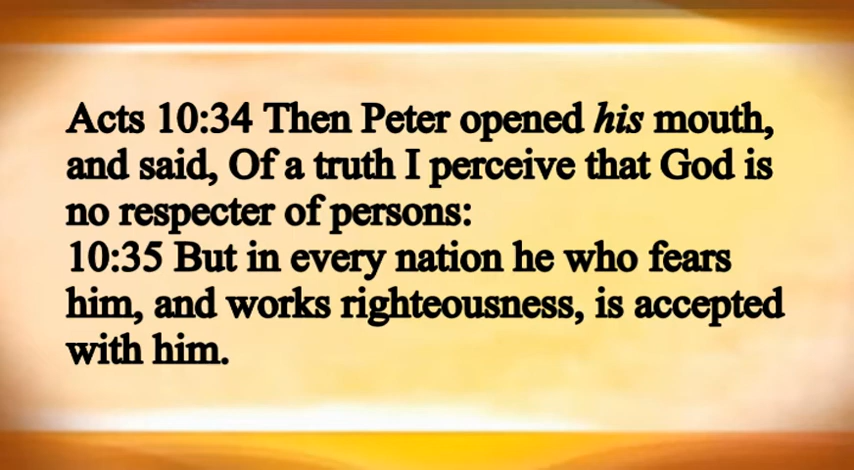 Acts 10:34 Then Peter opened his mouth,
and said, Of a truth I perceive that God is
no respecter of persons:
10:35 But in every nation he who fears
him, and works righteousness, is accepted
with him.